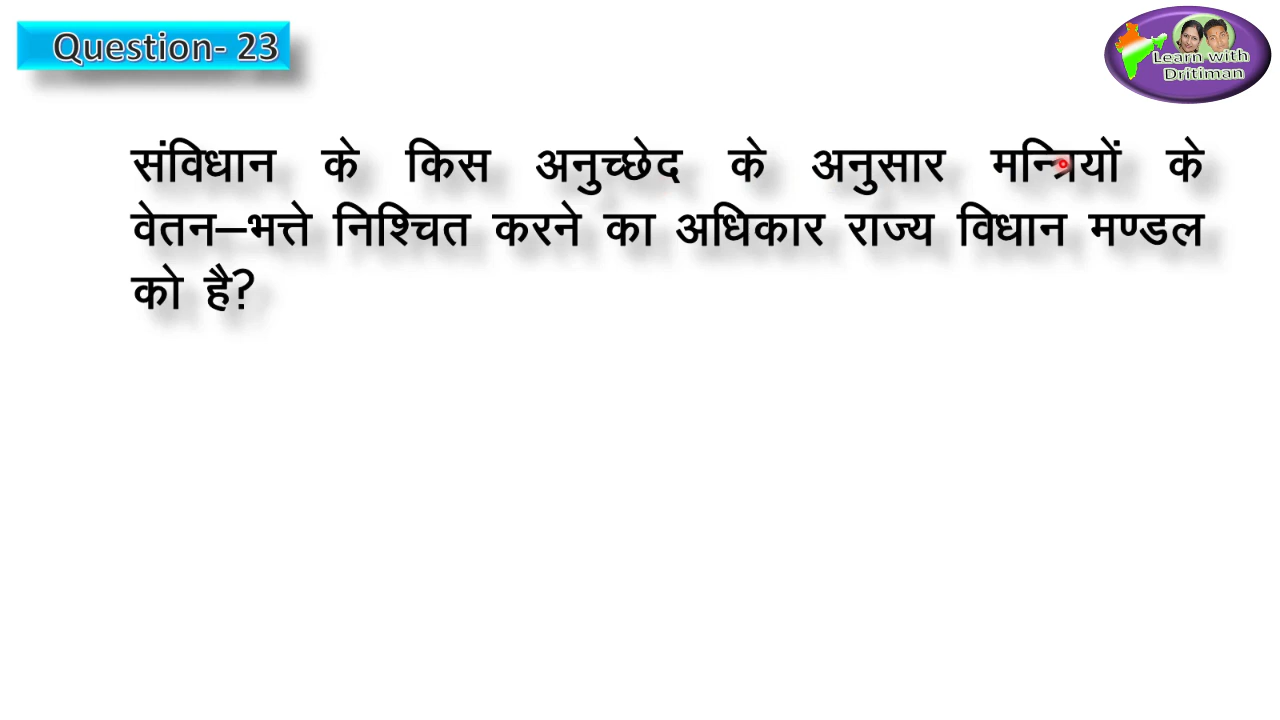 Question- 23
Learn with
Dritiman
संविधान के किस अनुच्छेद के अनुसार मन्त्रियों के
वेतन–भत्ते निश्चित करने का अधिकार राज्य विधान मण्डल
को है?